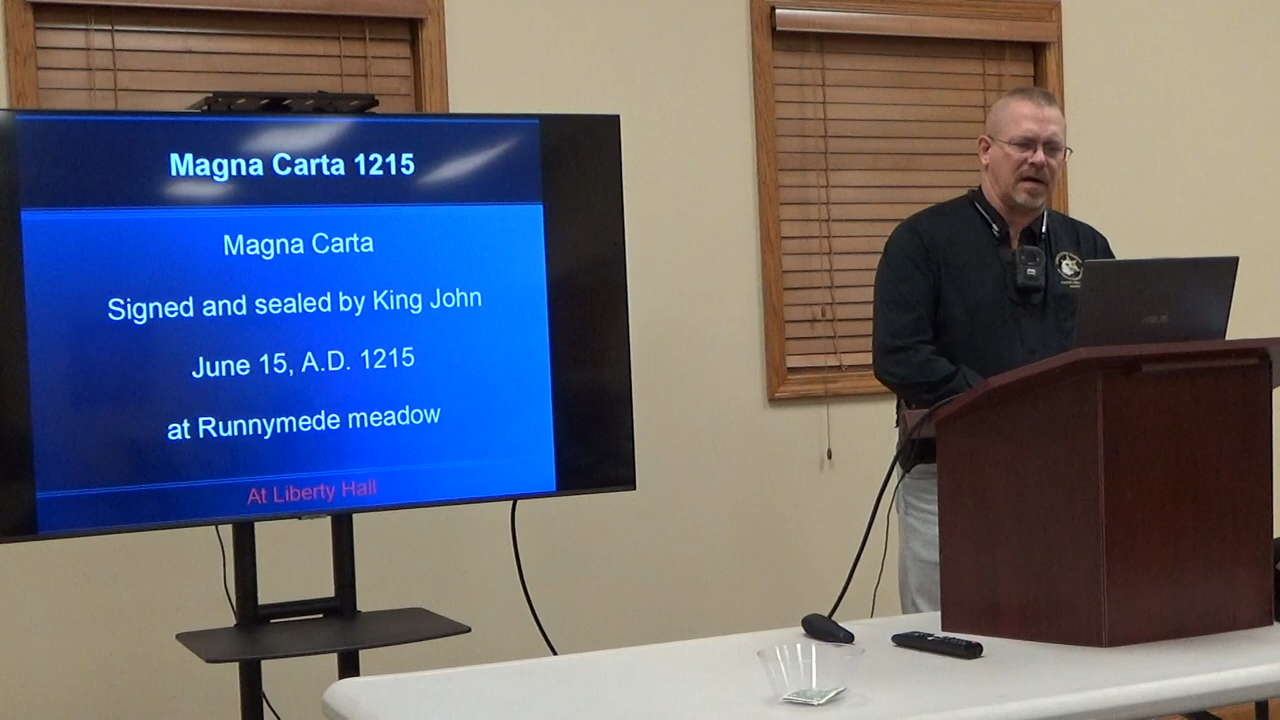 Magna Carta 1215
Magna Carta
Signed and sealed by King John
June 15, A.D. 1215
at Runnymede meadow
At Liberty Hall
ASUS